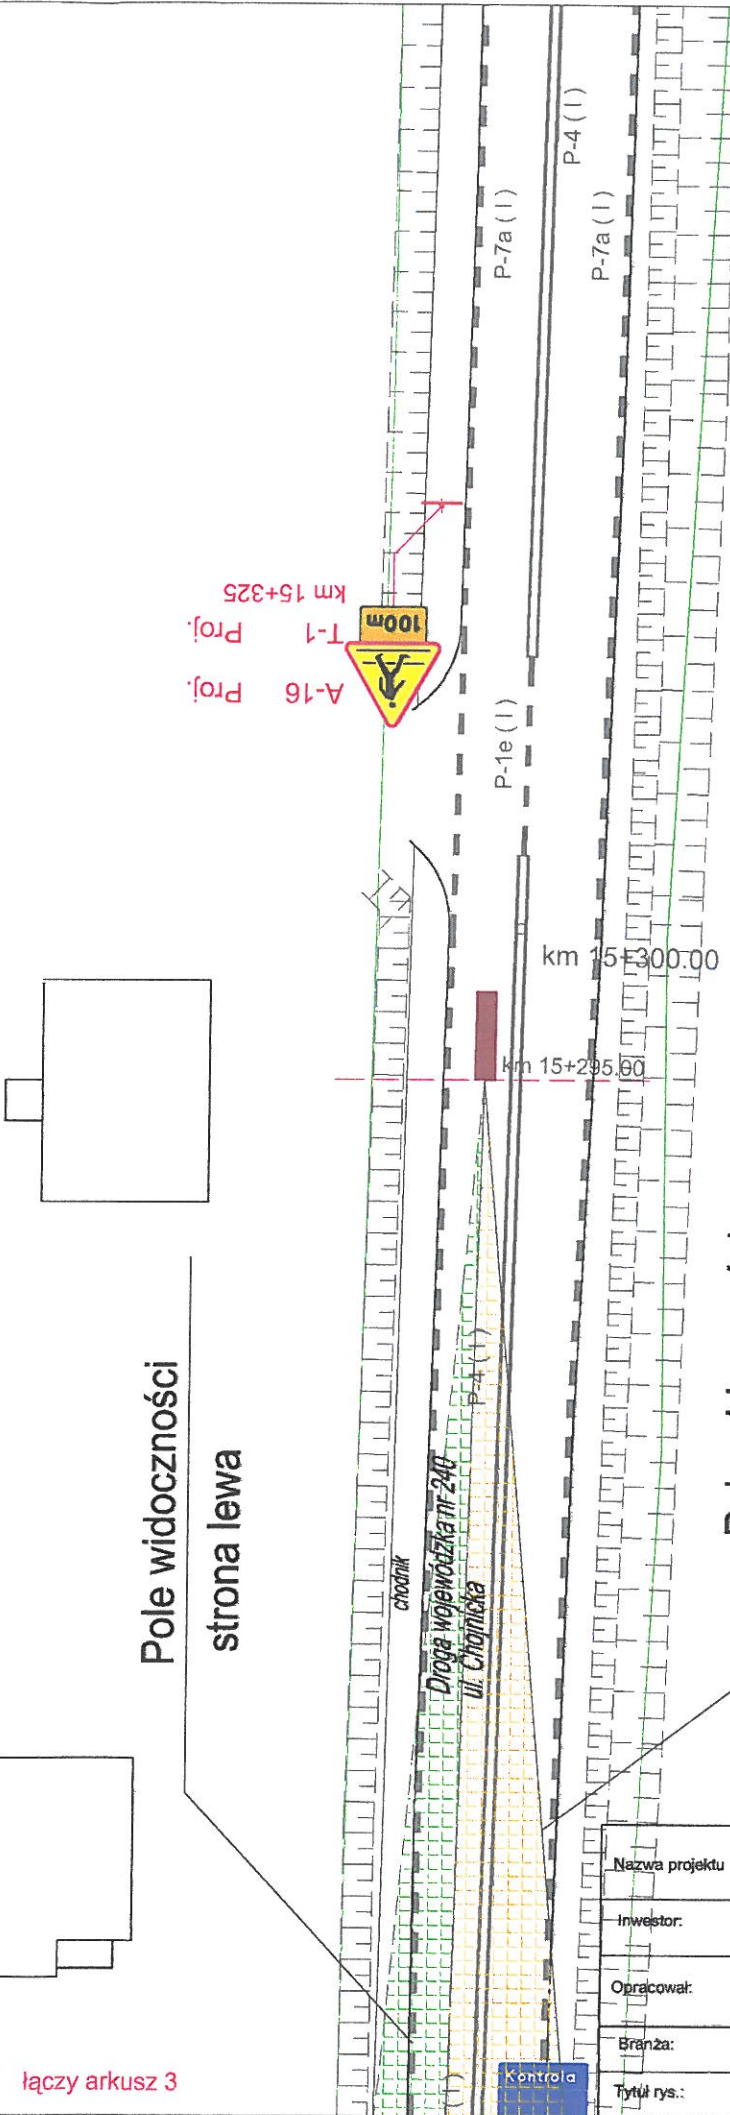 P-4 ( l )
P-7a ( l )
P-7a ( l )
km 15+325
T-1 Proj.
100m
A-16 Proj.
P-1e ( l )
km 15+300.00
km 15+295.00
Pole widoczności
strona lewa
P-4 ( l )
chodnik
Droga wojewódzka nr 240
ul. Chojnicka
Nazwa projektu
Inwestor:
Opracował:
Branża:
Tytuł rys.:
Kontrola
łączy arkusz 3